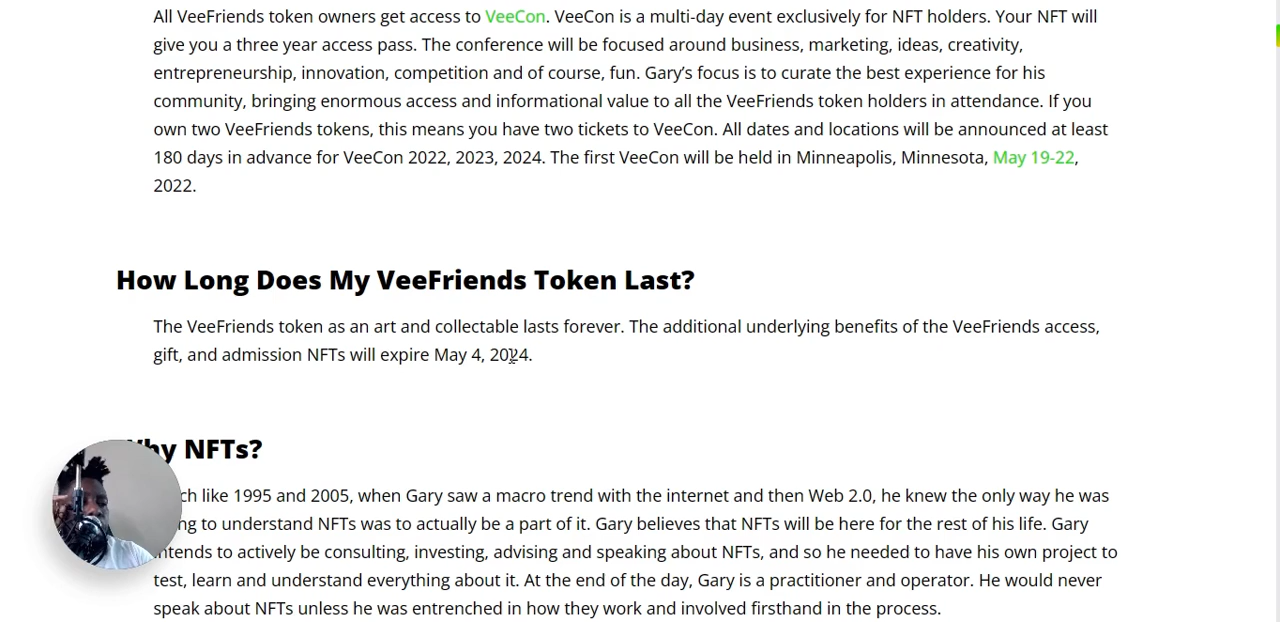 All VeeFriends token owners get access to VeeCon. VeeCon is a multi-day event exclusively for NFT holders. Your NFT will
give you a three year access pass. The conference will be focused around business, marketing, ideas, creativity,
entrepreneurship, innovation, competition and of course, fun. Gary’s focus is to curate the best experience for his
community, bringing enormous access and informational value to all the VeeFriends token holders in attendance. If you
own two VeeFriends tokens, this means you have two tickets to VeeCon. All dates and locations will be announced at least
180 days in advance for VeeCon 2022, 2023, 2024. The first VeeCon will be held in Minneapolis, Minnesota, May 19-22,
2022.
How Long Does My VeeFriends Token Last?
The VeeFriends token as an art and collectable lasts forever. The additional underlying benefits of the VeeFriends access,
gift, and admission NFTs will expire May 4, 2024.
Why NFTs?
ch like 1995 and 2005, when Gary saw a macro trend with the internet and then Web 2.0, he knew the only way he was
ng to understand NFTs was to actually be a part of it. Gary believes that NFTs will be here for the rest of his life. Gary
intends to actively be consulting, investing, advising and speaking about NFTs, and so he needed to have his own project to
test, learn and understand everything about it. At the end of the day, Gary is a practitioner and operator. He would never
speak about NFTs unless he was entrenched in how they work and involved firsthand in the process.